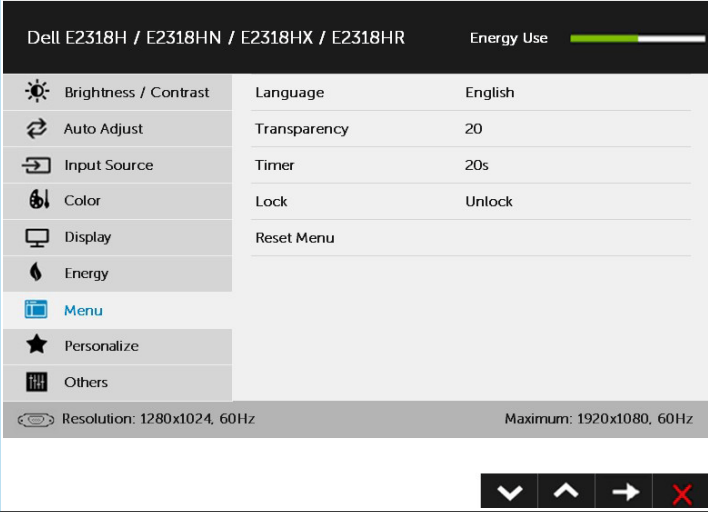 Dell E2318H / E2318HN / E2318HX / E2318HR Energy Use
Brightness / Contrast Language English
Auto Adjust Transparency 20
Input Source Timer 20s
Color Lock Unlock
Display Reset Menu
Energy
Menu
Personalize
Others
Resolution: 1280x1024, 60Hz Maximum: 1920x1080, 60Hz